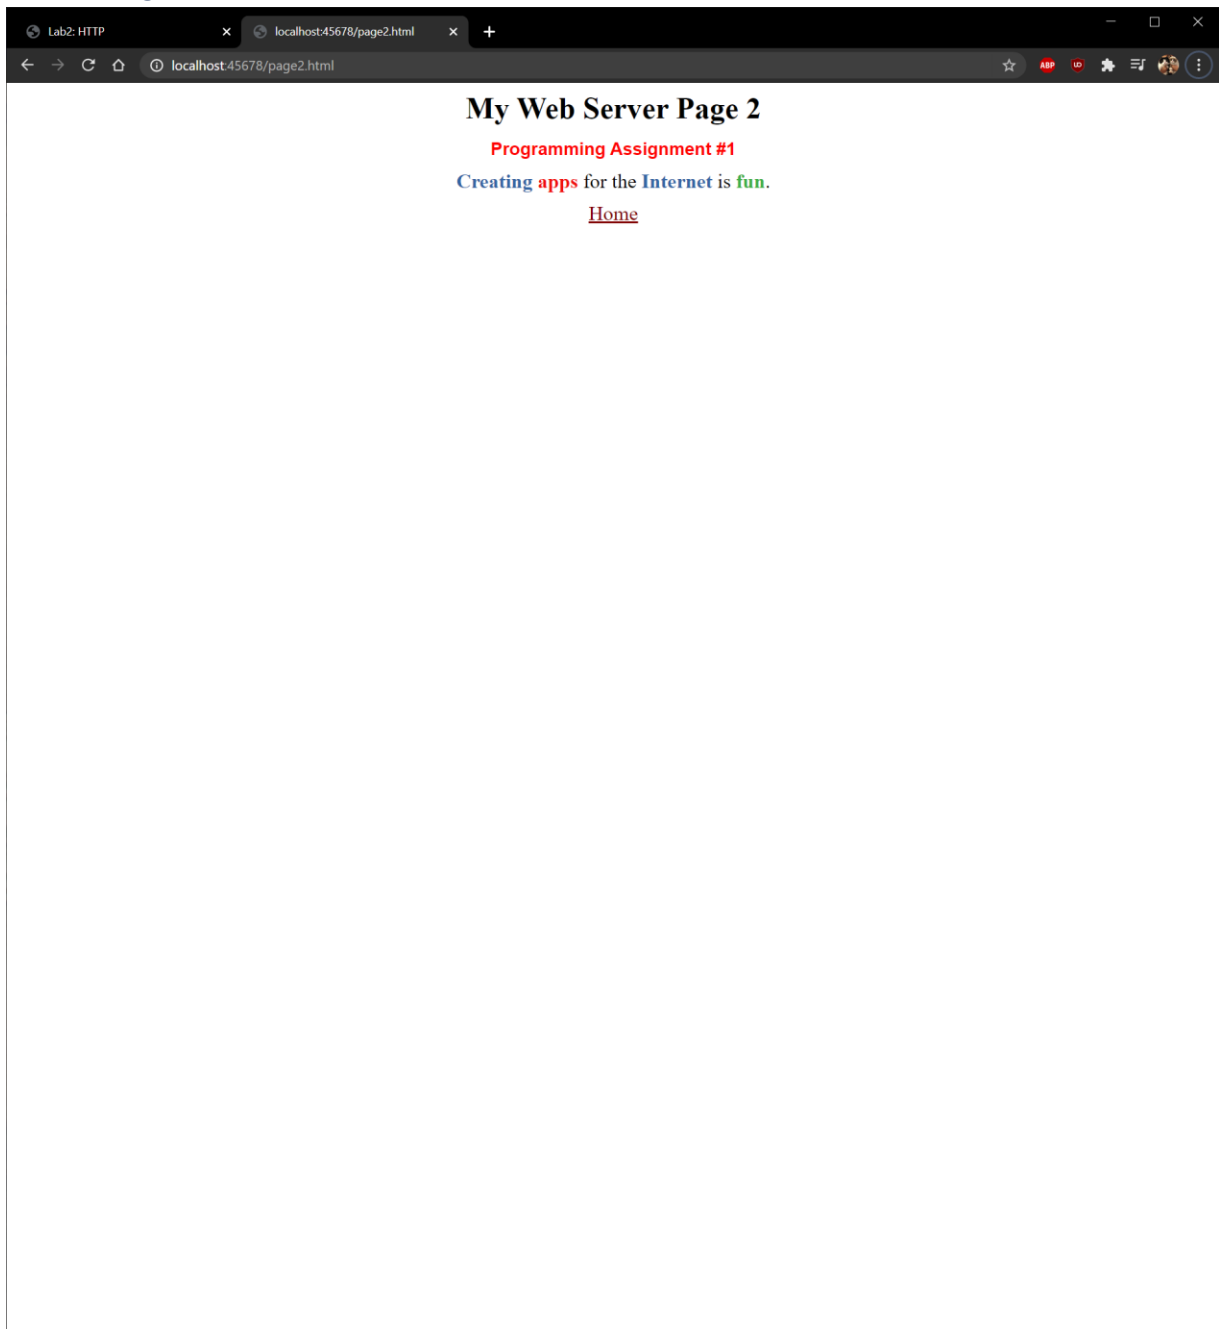 Lab2: HTTP
localhost:45678/page2.html
localhost:45678/page2.html
ABP
My Web Server Page 2
Programming Assignment #1
Creating apps for the Internet is fun.
Home